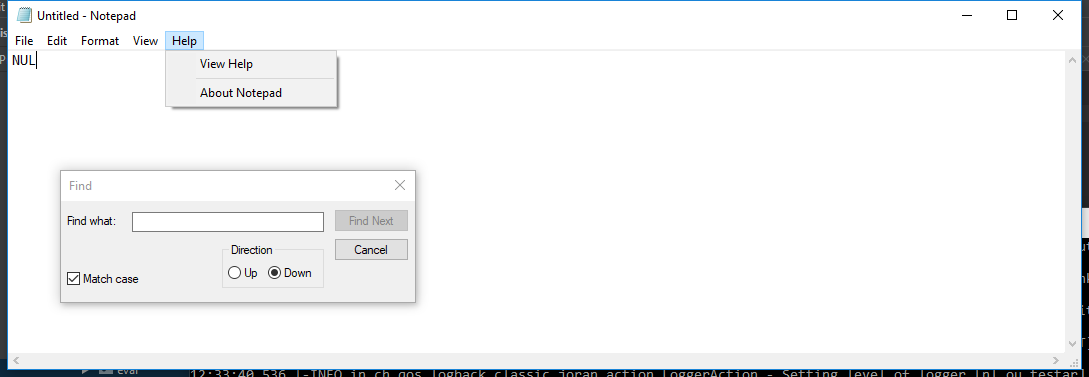 Untitled - Notepad
File Edit Format View Help
NUL
View Help
About Notepad
Find
Find what:
Find Next
Direction
Cancel
Up Down
Match case
eval
12:33:40,536 |-INFO in ch.qos.logback.classic.joran.action.LoggerAction - Setting level of logger [nl.ou.testar